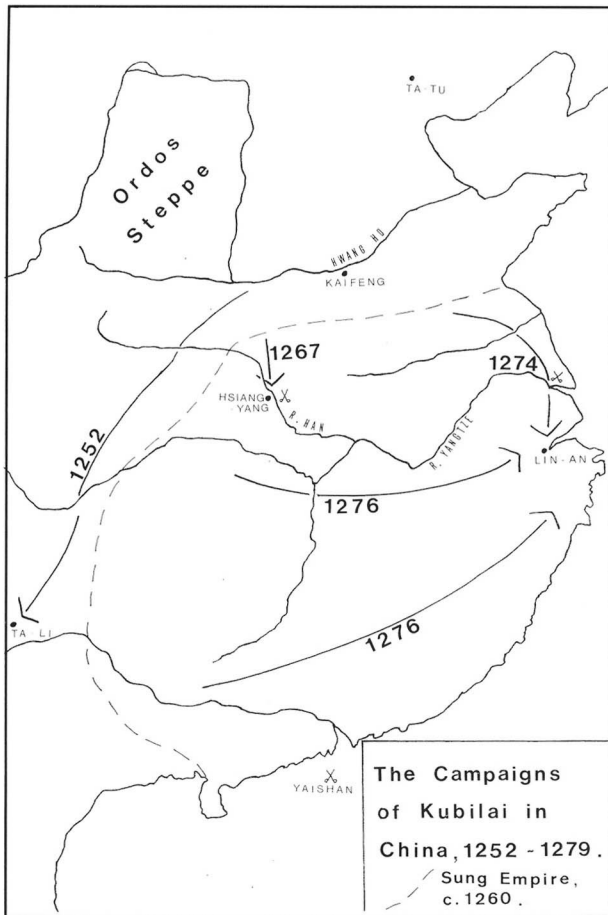 TA-TU
Ordos
Steppe
HWANG HO
KAIFENG
1267
1274
HSIANG
YANG
R. HAN
1252
R. YANGTZE
LIN-AN
1276
TA LI
1276
YAISHAN
The Campaigns
of Kubilai in
China, 1252 - 1279.
Sung Empire,
c. 1260.